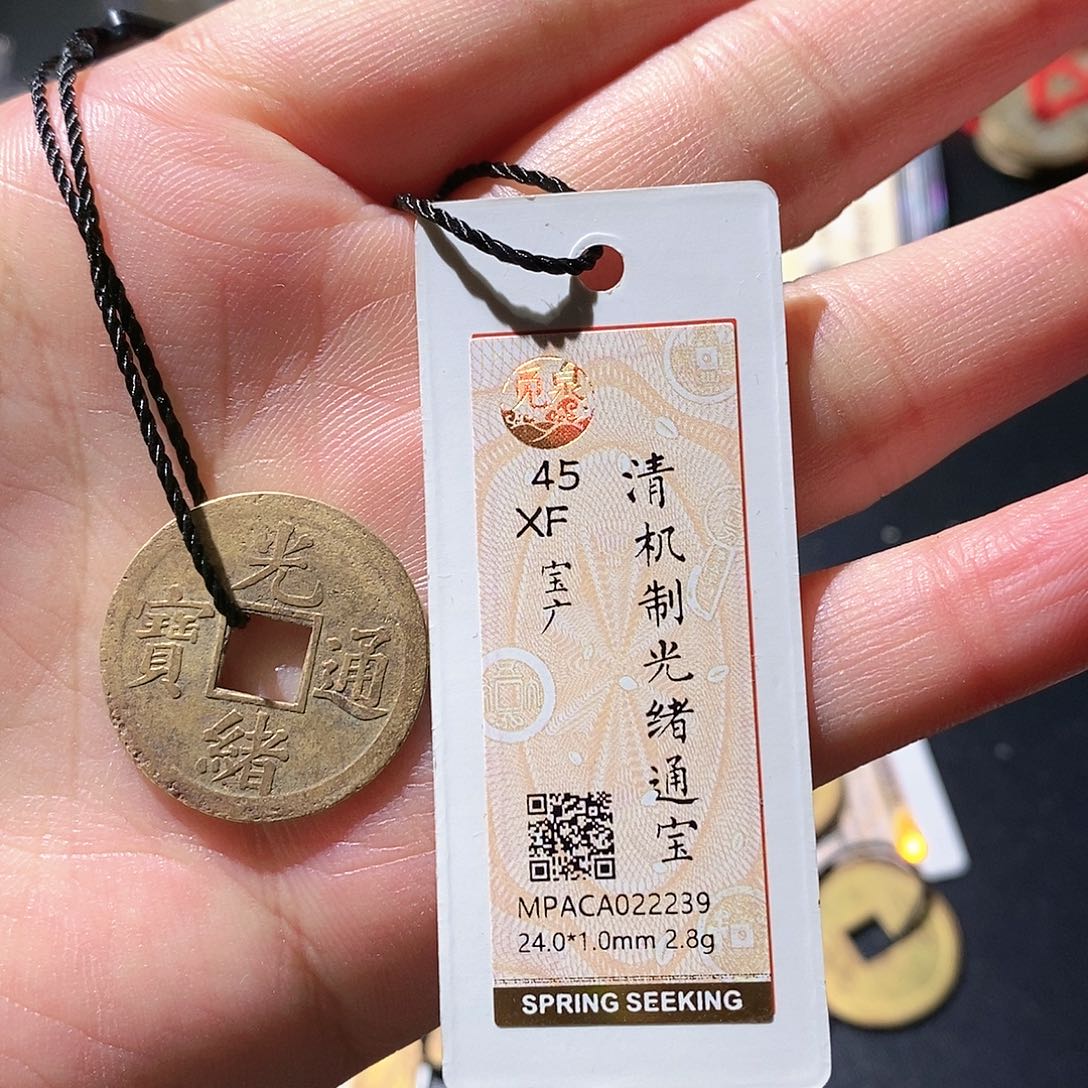 光緒通寶
觅泉
45
XF
宝广
清机制光绪通宝
MPACA022239
24.0*1.0mm 2.8g
SPRING SEEKING